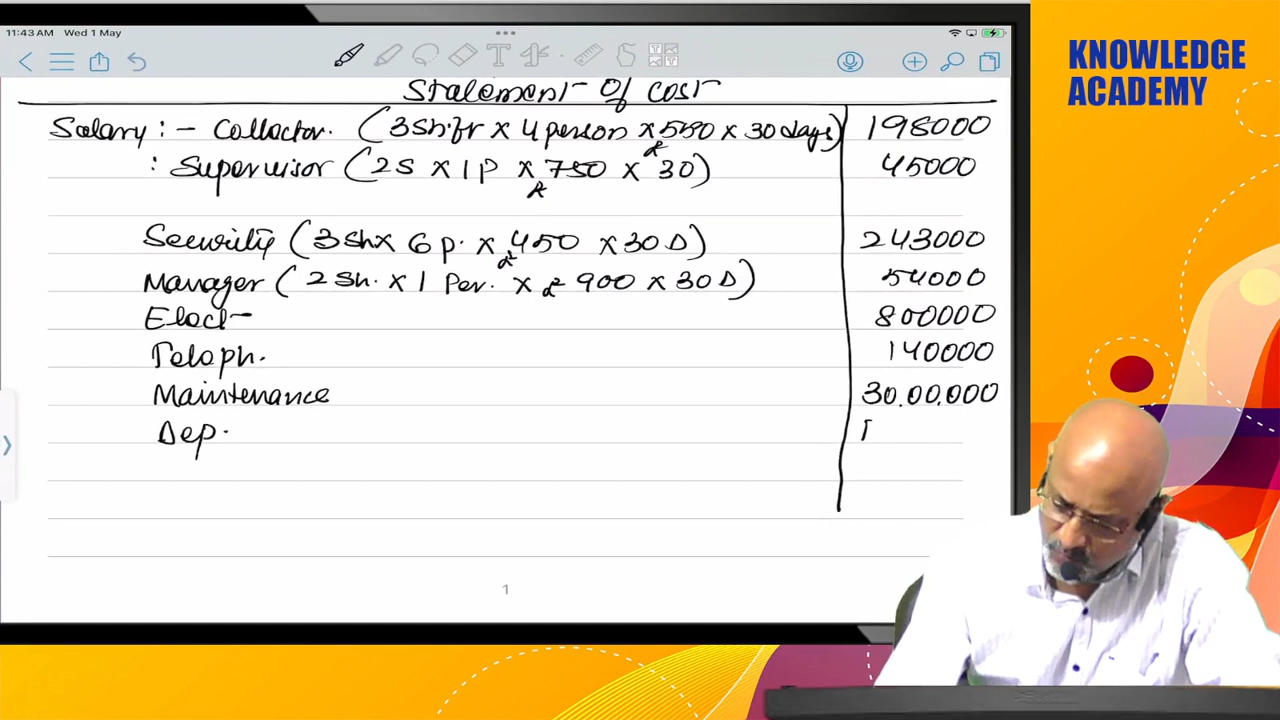 11:43 AM Wed 1 May
KNOWLEDGE
ACADEMY
Statement of cost
Salary :- Collector. (3 Shift x 4 person x 550 x 30 days) 198000
: Supervisor (2S x 1P x 750 x 30) 45000
Security (3 Sh x 6 p. x 450 x 30 D) 243000
Manager (2 Sh. x 1 Per. x 900 x 30 D) 54000
Elect- 800000
Teleph. 140000
Maintenance 30,00,000
Dep.
1